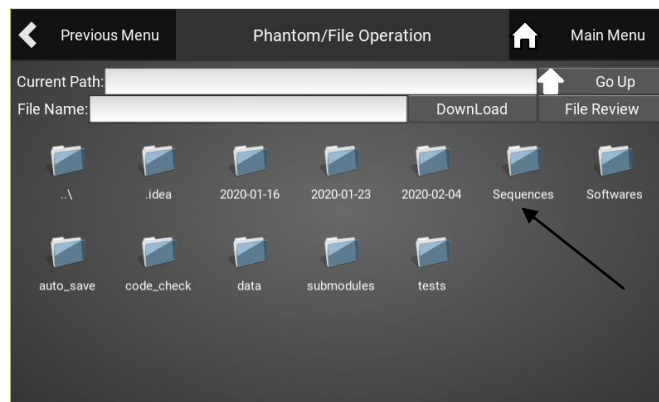 Previous Menu Phantom/File Operation Main Menu
Current Path: Go Up
File Name: DownLoad File Review
..\ .idea 2020-01-16 2020-01-23 2020-02-04 Sequences Softwares
auto_save code_check data submodules tests